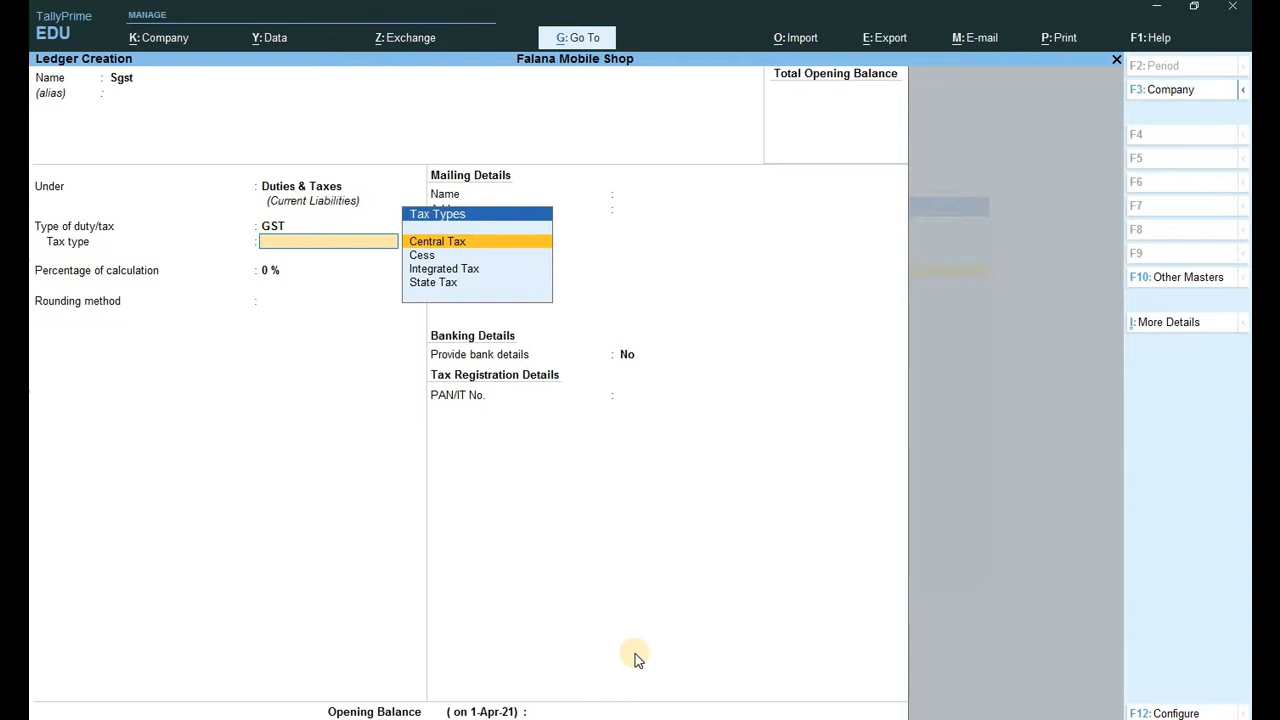 TallyPrime
EDU
MANAGE
K: Company
Y: Data
Z: Exchange
G: Go To
O: Import
E: Export
M: E-mail
P: Print
F1: Help
Ledger Creation
Falana Mobile Shop
Name : Sgst
(alias) :
Total Opening Balance
Under : Duties & Taxes
(Current Liabilities)
Type of duty/tax : GST
Tax type :
Percentage of calculation : 0 %
Rounding method :
Tax Types
Central Tax
Cess
Integrated Tax
State Tax
Mailing Details
Name :
:
Banking Details
Provide bank details : No
Tax Registration Details
PAN/IT No. :
Opening Balance ( on 1-Apr-21) :
F2: Period
F3: Company
F4
F5
F6
F7
F8
F9
F10: Other Masters
I: More Details
F12: Configure